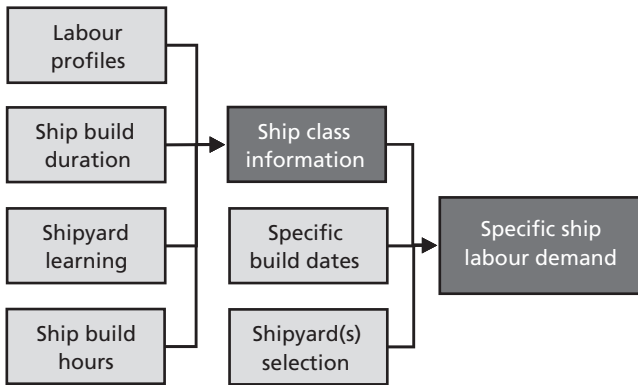 Labour
profiles
Ship build
duration
Shipyard
learning
Ship build
hours
Ship class
information
Specific
build dates
Shipyard(s)
selection
Specific ship
labour demand